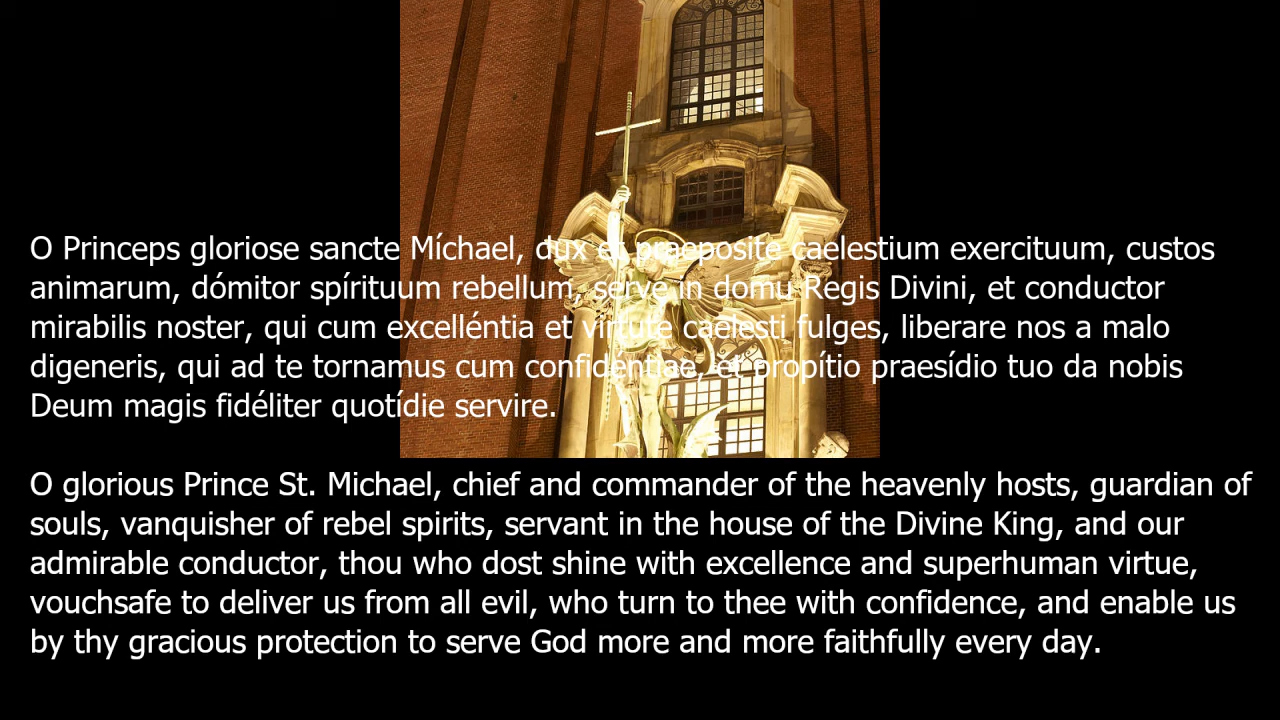 O Princeps gloriose sancte Míchael, dux et praeposite caelestium exercituum, custos
animarum, dómitor spírituum rebellum, serve in domu Regis Divini, et conductor
mirabilis noster, qui cum excelléntia et virtute caelesti fulges, liberare nos a malo
digeneris, qui ad te tornamus cum confidéntiae, et propítio praesídio tuo da nobis
Deum magis fidéliter quotídie servire.
O glorious Prince St. Michael, chief and commander of the heavenly hosts, guardian of
souls, vanquisher of rebel spirits, servant in the house of the Divine King, and our
admirable conductor, thou who dost shine with excellence and superhuman virtue,
vouchsafe to deliver us from all evil, who turn to thee with confidence, and enable us
by thy gracious protection to serve God more and more faithfully every day.